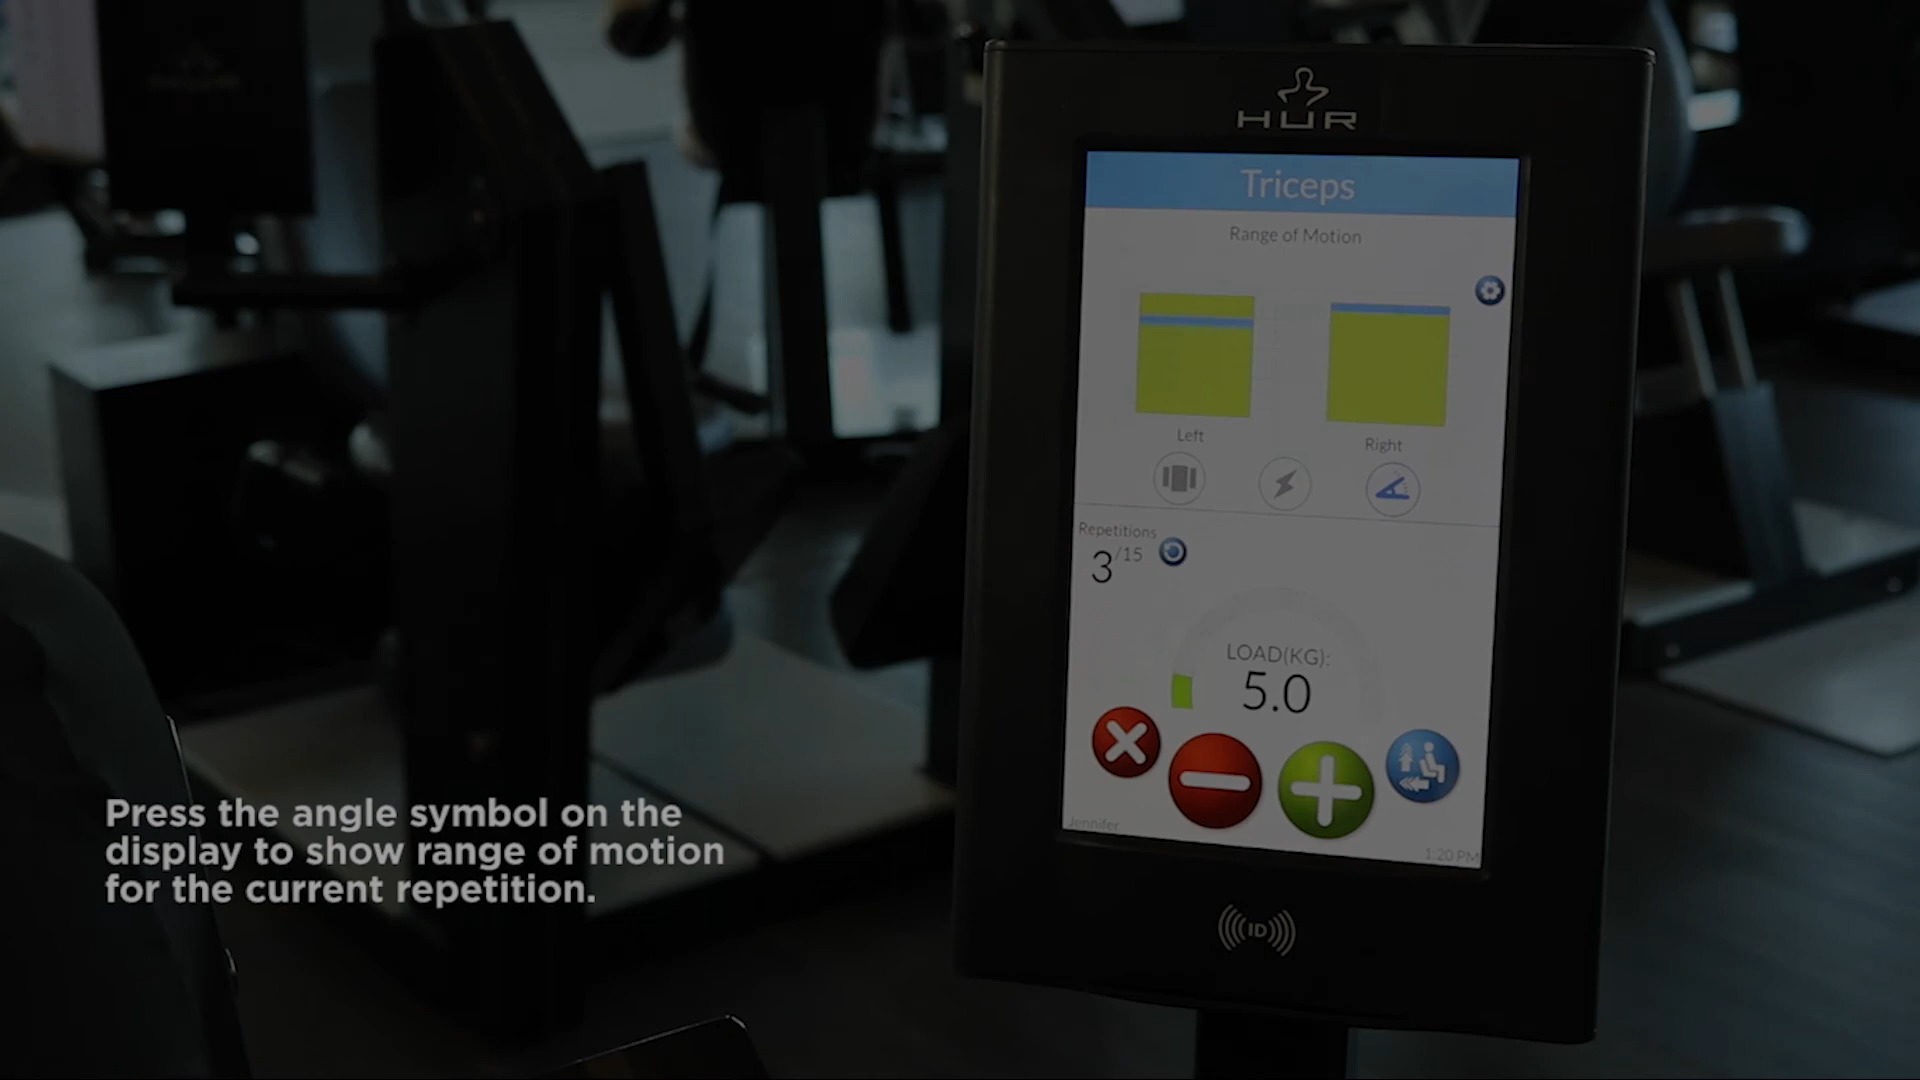 HUR
Triceps
Range of Motion
Left
Right
Repetitions
3/15
LOAD(KG):
5.0
Jennifer
1:20 PM
ID
Press the angle symbol on the
display to show range of motion
for the current repetition.